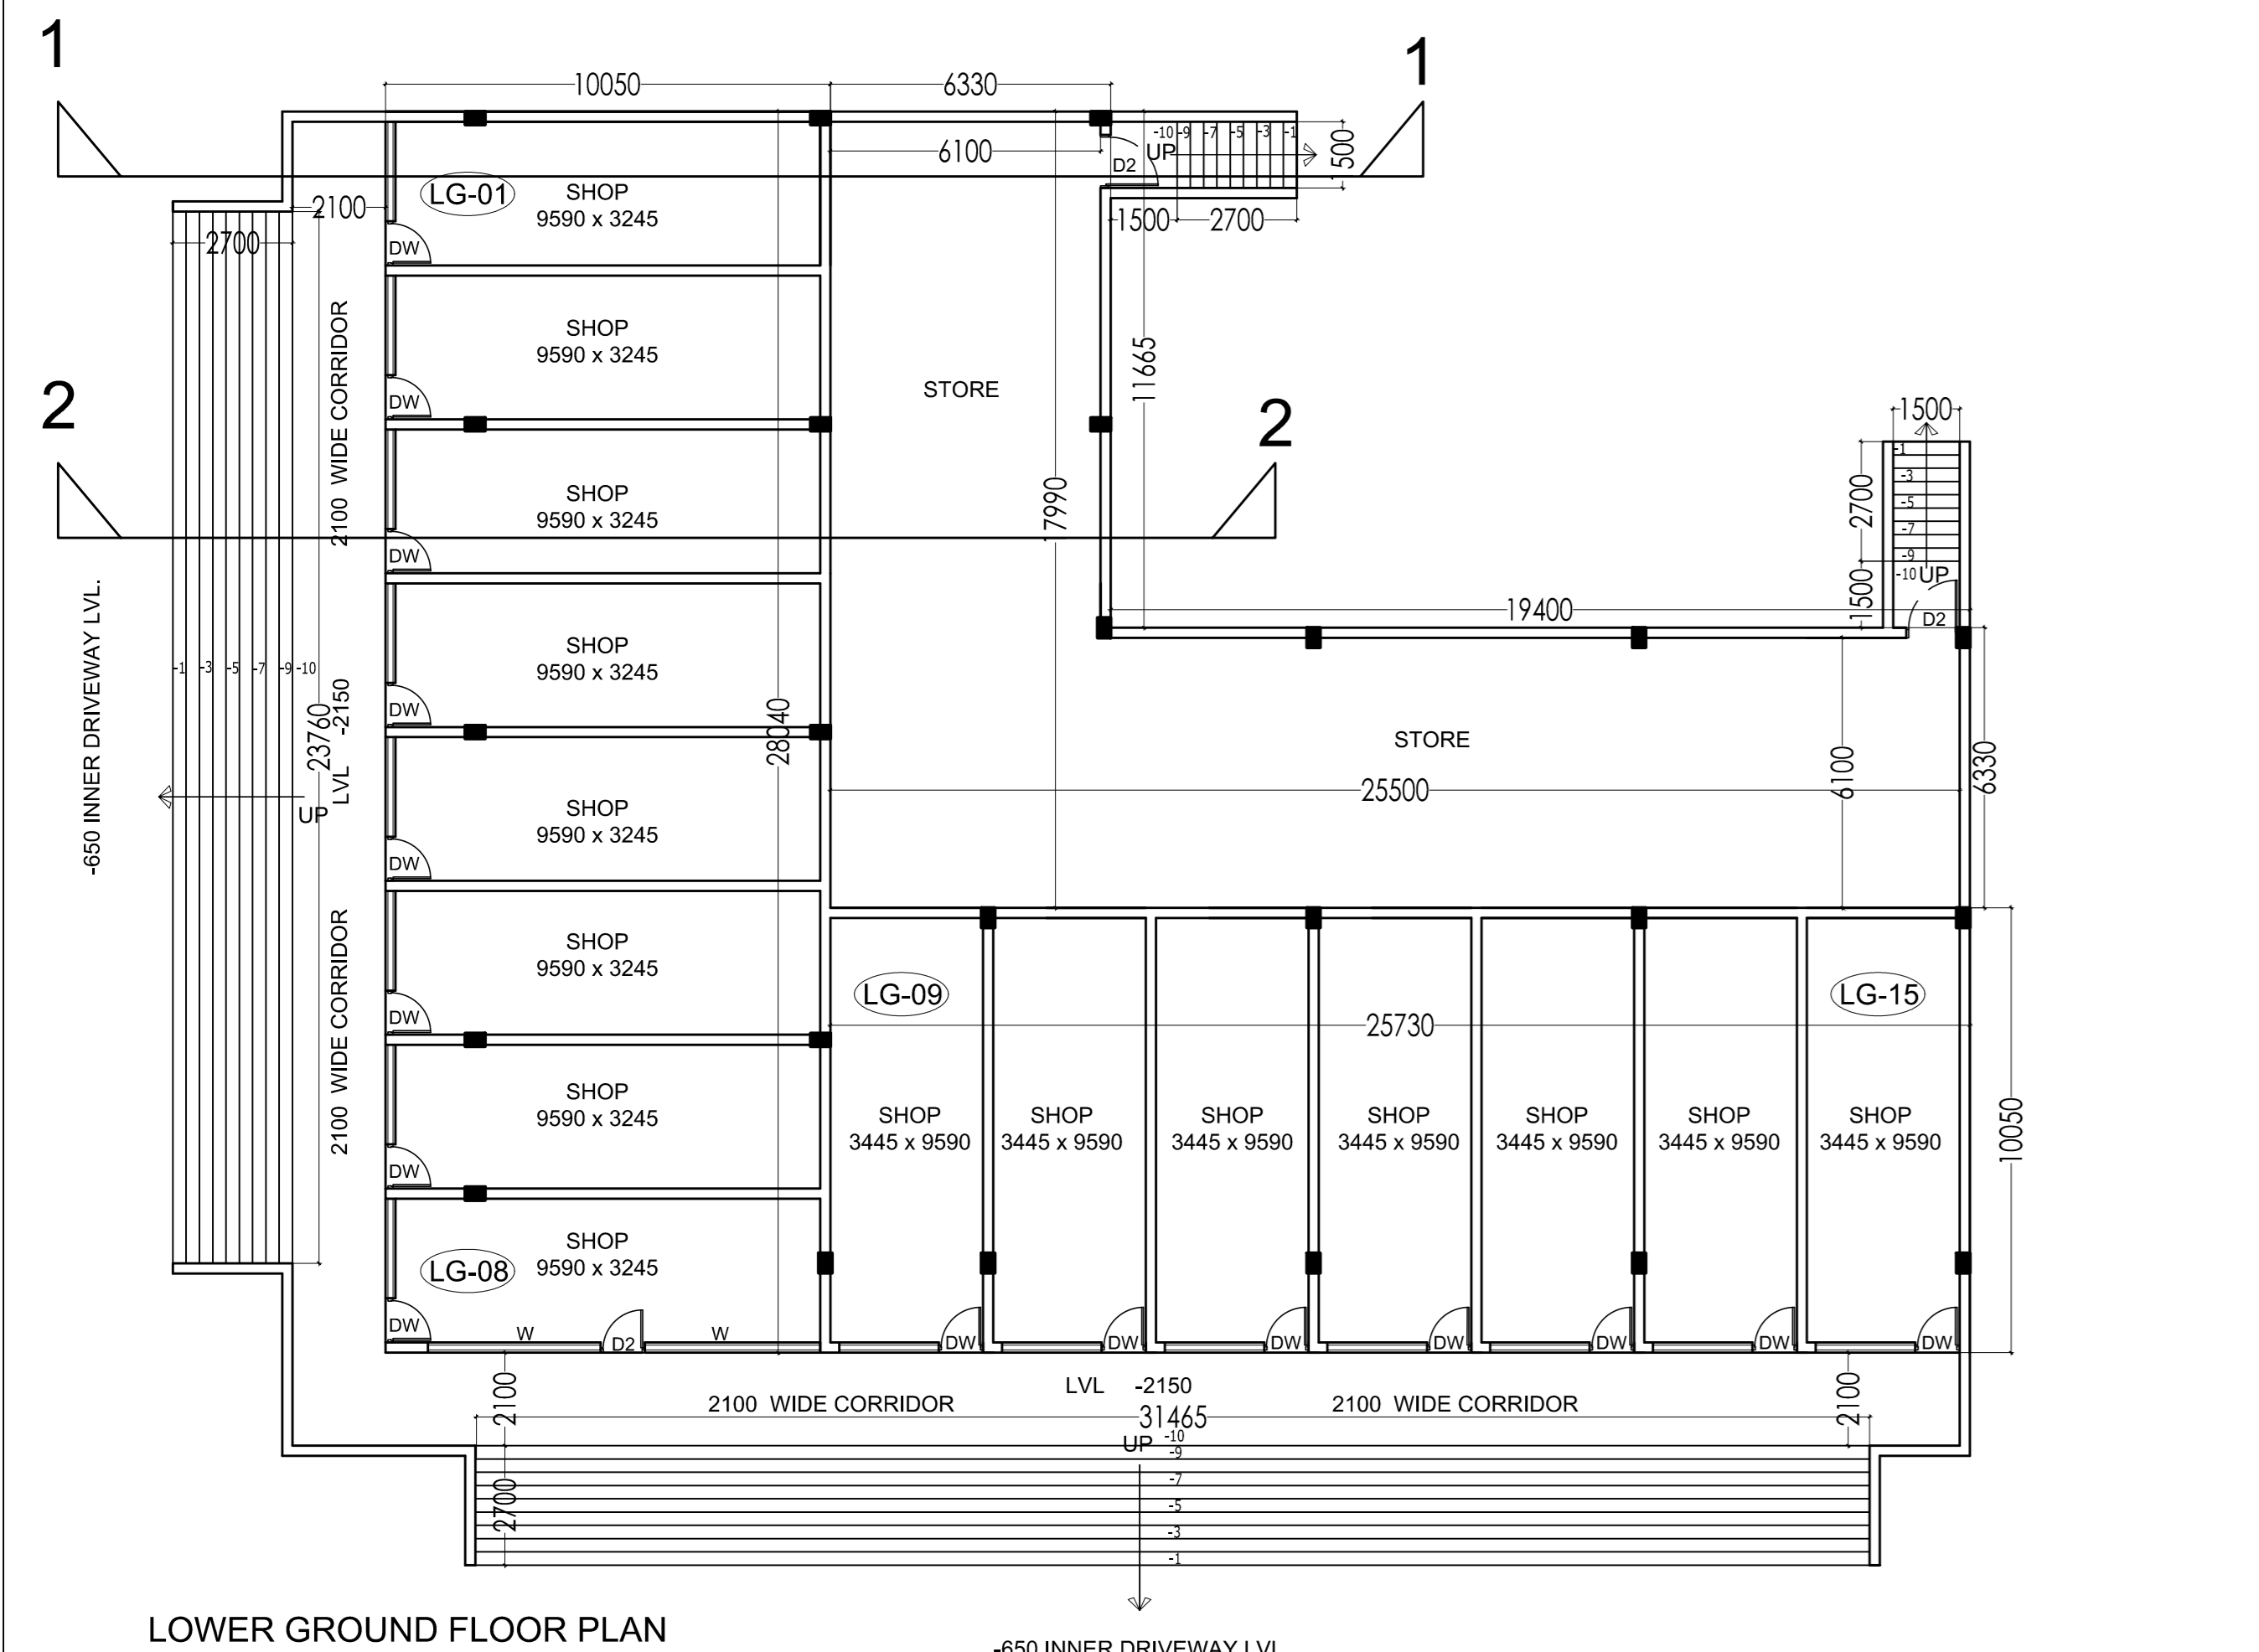 1
1
10050
6330
-10
-9
-7
-5
-3
-1
UP
6100
D2
LG-01
SHOP
9590 x 3245
2100
1500
2700
2700
DW
2100 WIDE CORRIDOR
SHOP
9590 x 3245
11665
STORE
2
2
DW
1500
-1
-3
-5
-7
-9
-10
UP
2700
1500
D2
SHOP
9590 x 3245
DW
-650 INNER DRIVEWAY LVL.
19400
SHOP
9590 x 3245
-1
-3
-5
-7
-9
-10
23760
LVL -2150
UP
DW
28040
STORE
25500
6100
6330
SHOP
9590 x 3245
DW
2100 WIDE CORRIDOR
SHOP
9590 x 3245
DW
LG-09
LG-15
25730
10050
SHOP
9590 x 3245
DW
SHOP
3445 x 9590
SHOP
3445 x 9590
SHOP
3445 x 9590
SHOP
3445 x 9590
SHOP
3445 x 9590
SHOP
3445 x 9590
SHOP
3445 x 9590
LG-08
SHOP
9590 x 3245
DW
W
D2
W
DW
DW
DW
DW
DW
DW
DW
2100
LVL -2150
2100
2100 WIDE CORRIDOR
2100 WIDE CORRIDOR
31465
UP
-10
-9
-7
-5
-3
-1
2700
LOWER GROUND FLOOR PLAN
-650 INNER DRIVEWAY LVL